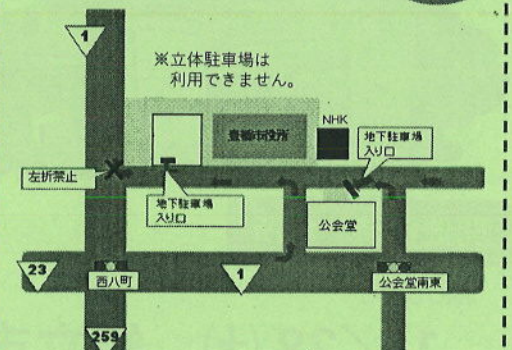 1
※立体駐車場は
利用できません。
豊橋市役所
NHK
地下駐車場
入り口
左折禁止
地下駐車場
入り口
公会堂
23
西八町
1
公会堂南東
259